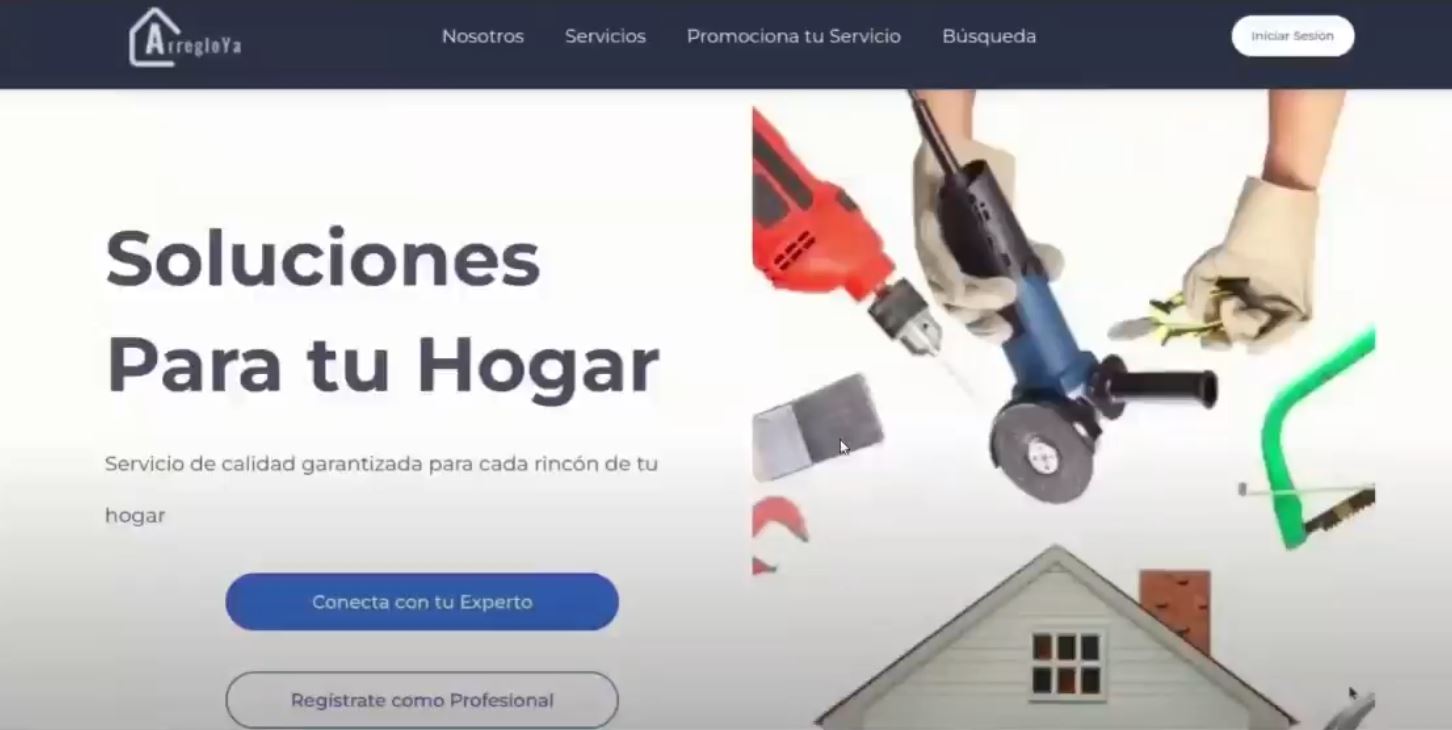 ArregloYa
Nosotros
Servicios
Promociona tu Servicio
Búsqueda
Iniciar Sesión
Soluciones
Para tu Hogar
Servicio de calidad garantizada para cada rincón de tu
hogar
Conecta con tu Experto
Regístrate como Profesional